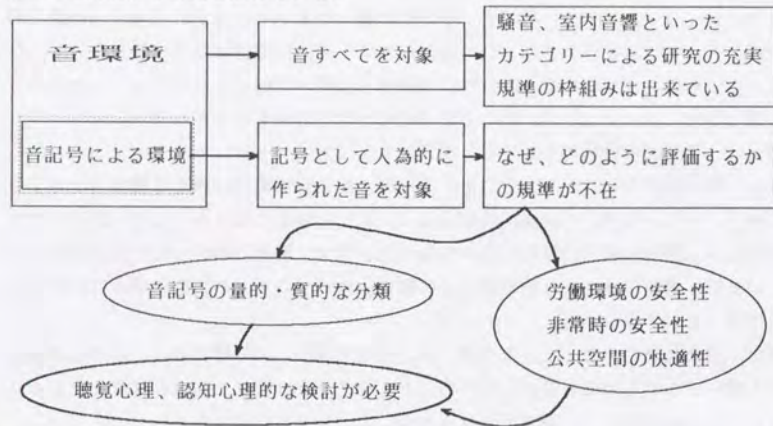 音環境
音すべてを対象
騒音、室内音響といった
カテゴリーによる研究の充実
規準の枠組みは出来ている
音記号による環境
記号として人為的に
作られた音を対象
なぜ、どのように評価するか
の規準が不在
音記号の量的・質的な分類
労働環境の安全性
非常時の安全性
公共空間の快適性
聴覚心理、認知心理的な検討が必要